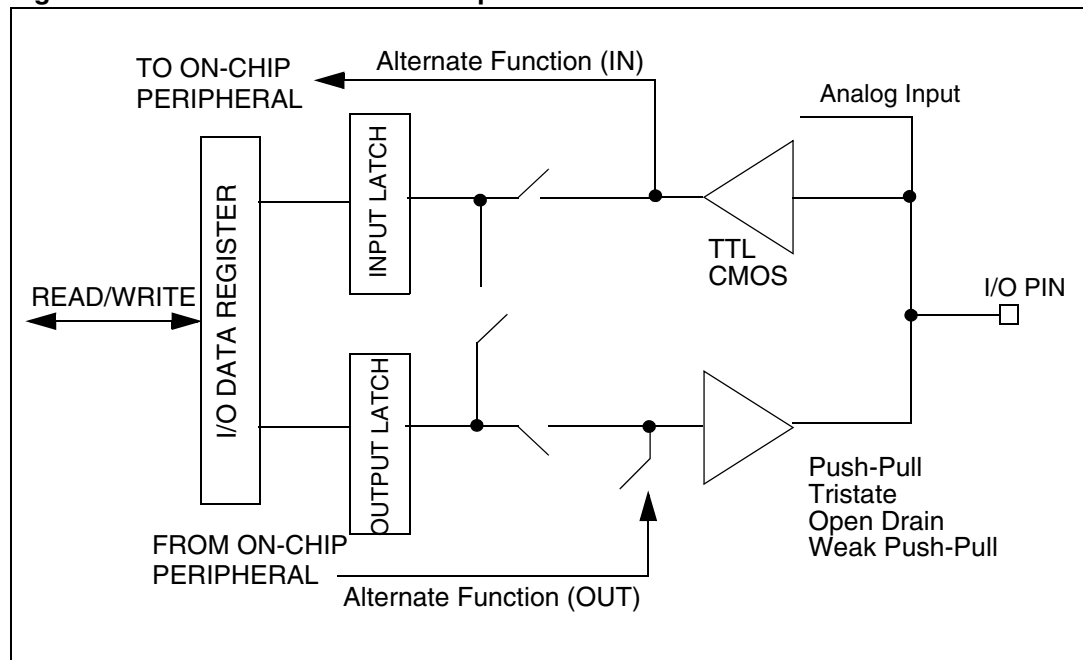 TO ON-CHIP
PERIPHERAL
Alternate Function (IN)
Analog Input
I/O DATA REGISTER
INPUT LATCH
TTL
CMOS
READ/WRITE
I/O PIN
OUTPUT LATCH
Push-Pull
Tristate
Open Drain
Weak Push-Pull
FROM ON-CHIP
PERIPHERAL
Alternate Function (OUT)